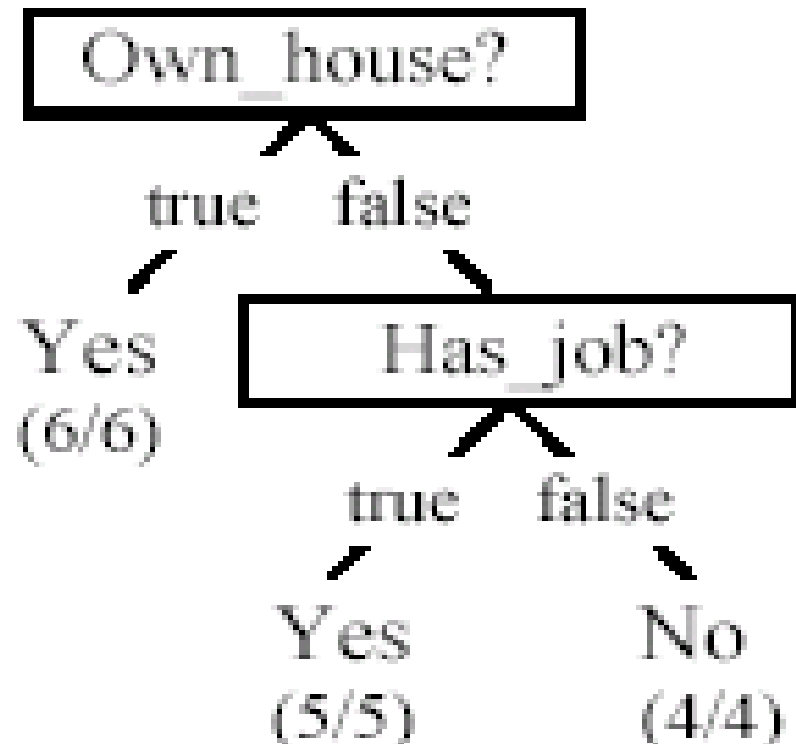 Own_house?
true false
Yes
(6/6)
Has_job?
true false
Yes No
(5/5) (4/4)